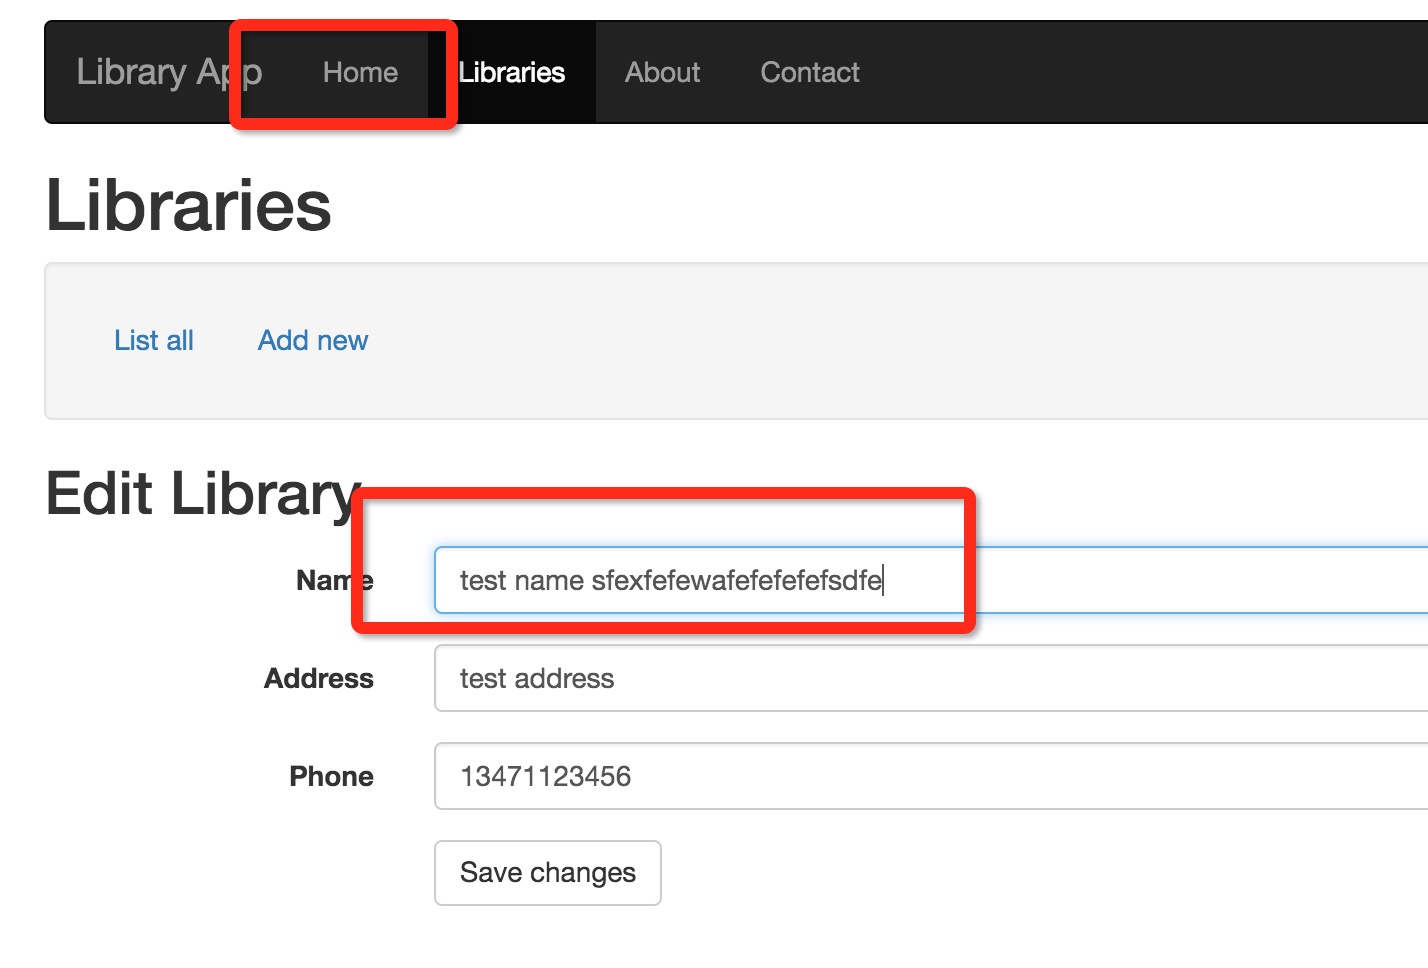 Library App Home Libraries About Contact
Libraries
List all Add new
Edit Library
Name test name sfexfefewafefefefefsdfe
Address test address
Phone 13471123456
Save changes